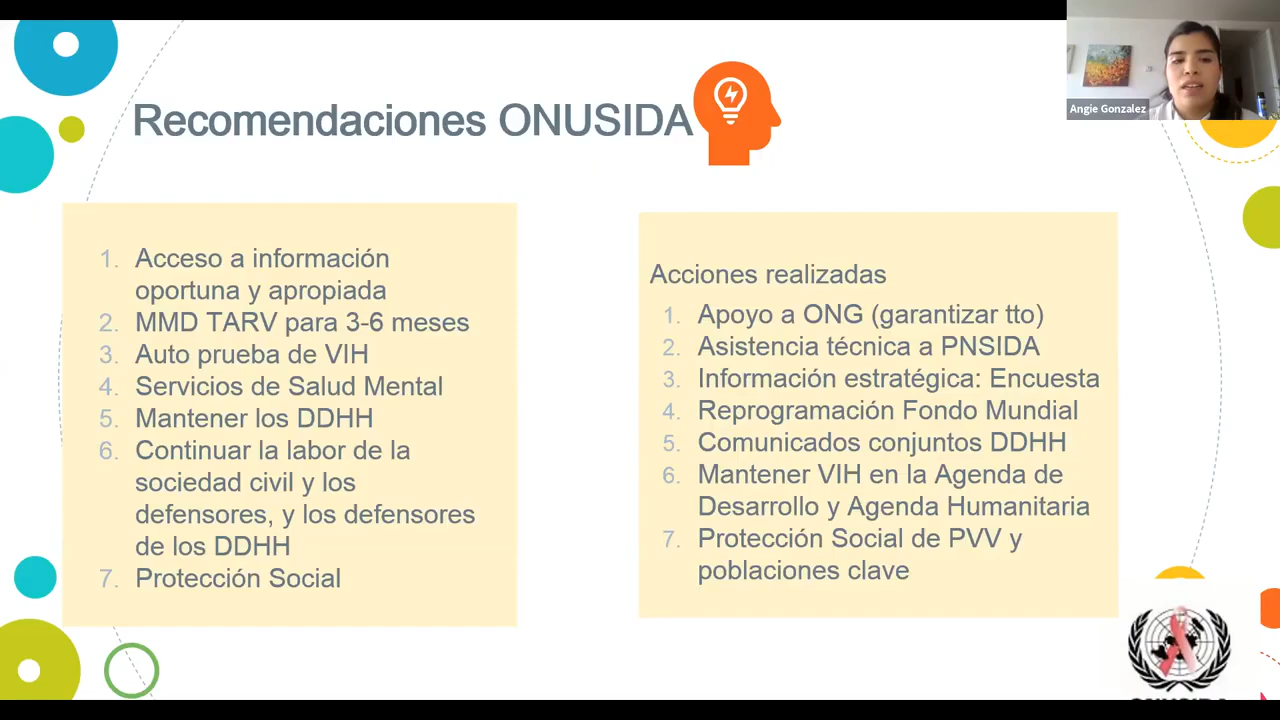 Angie Gonzalez
Recomendaciones ONUSIDA
1. Acceso a información
oportuna y apropiada
2. MMD TARV para 3-6 meses
3. Auto prueba de VIH
4. Servicios de Salud Mental
5. Mantener los DDHH
6. Continuar la labor de la
sociedad civil y los
defensores, y los defensores
de los DDHH
7. Protección Social
Acciones realizadas
1. Apoyo a ONG (garantizar tto)
2. Asistencia técnica a PNSIDA
3. Información estratégica: Encuesta
4. Reprogramación Fondo Mundial
5. Comunicados conjuntos DDHH
6. Mantener VIH en la Agenda de
Desarrollo y Agenda Humanitaria
7. Protección Social de PVV y
poblaciones clave